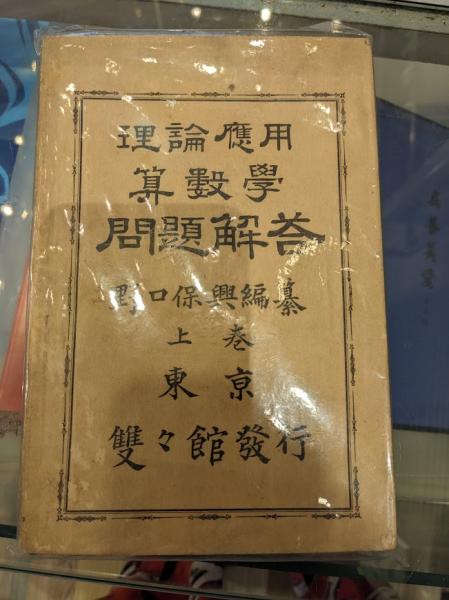 理論應用
算數學
問題解答
野口保興編纂
上卷
東京
雙々館發行